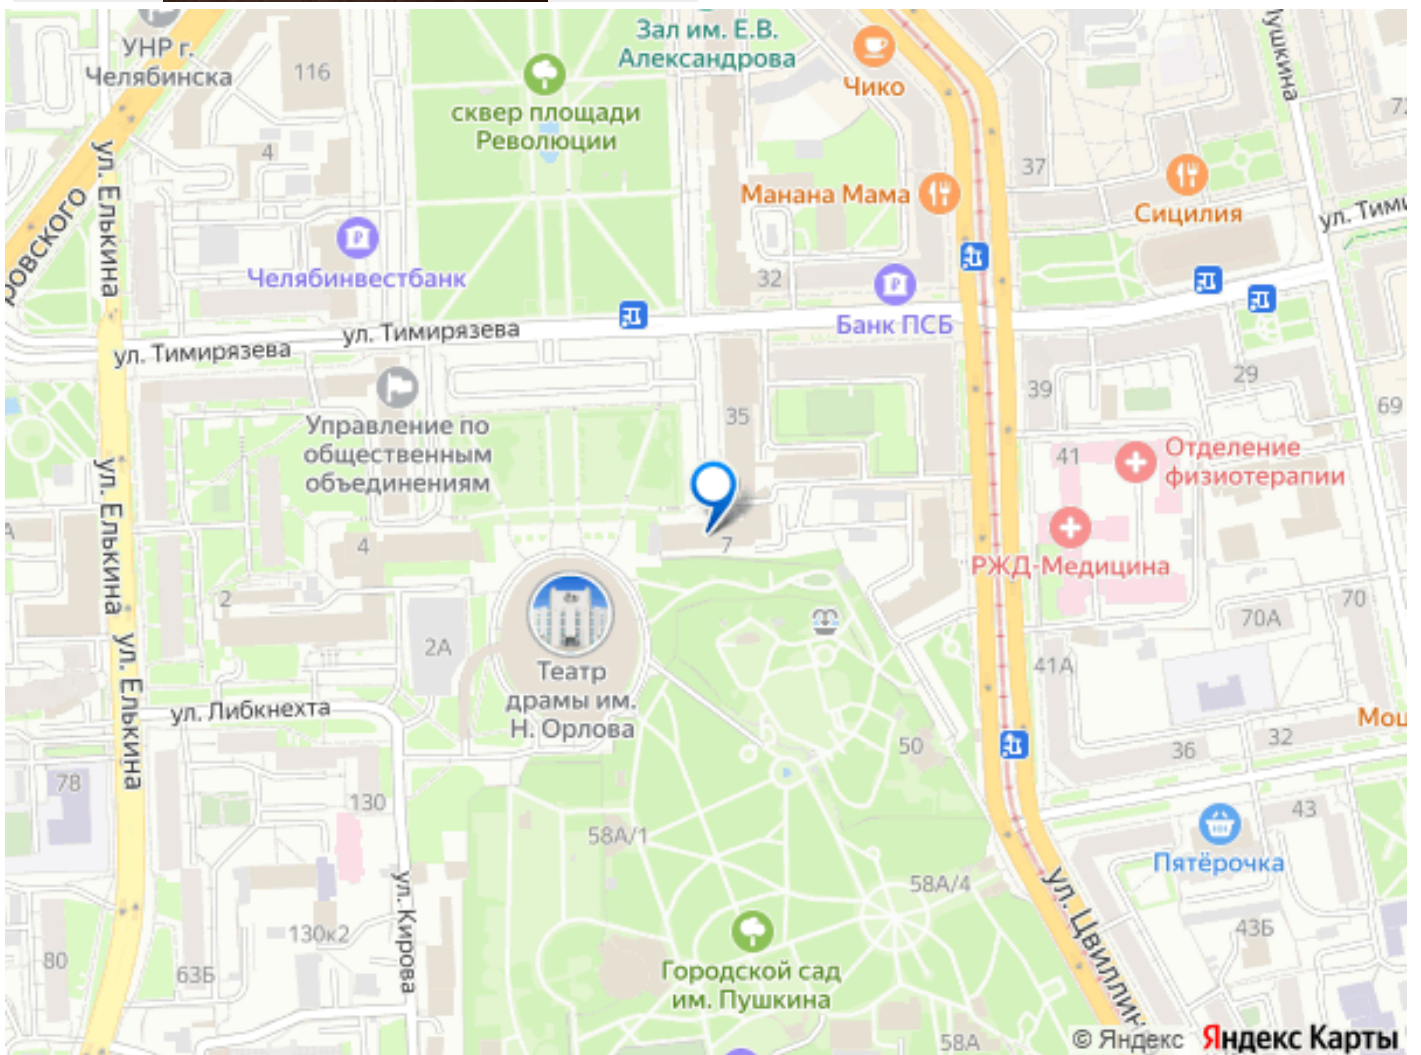 УНР г.
Челябинска
116
4
сквер площади
Революции
Зал им. Е.В.
Александрова
Чико
37
Манана Мама
Сицилия
ул. Елькина
Челябинвестбанк
32
Банк ПСБ
ул. Тимирязева
ул. Тимирязева
Управление по
общественным
объединениям
35
39
29
69
41
Отделение
физиотерапии
ул. Елькина
4
7
РЖД-Медицина
2
2А
70А
70
Театр
драмы им.
Н. Орлова
41А
ул. Елькина
ул. Либкнехта
50
36
32
78
130
58А/1
43
Пятёрочка
58А/4
ул. Кирова
130к2
43Б
80
63Б
Городской сад
им. Пушкина
58А
© Яндекс Яндекс Карты